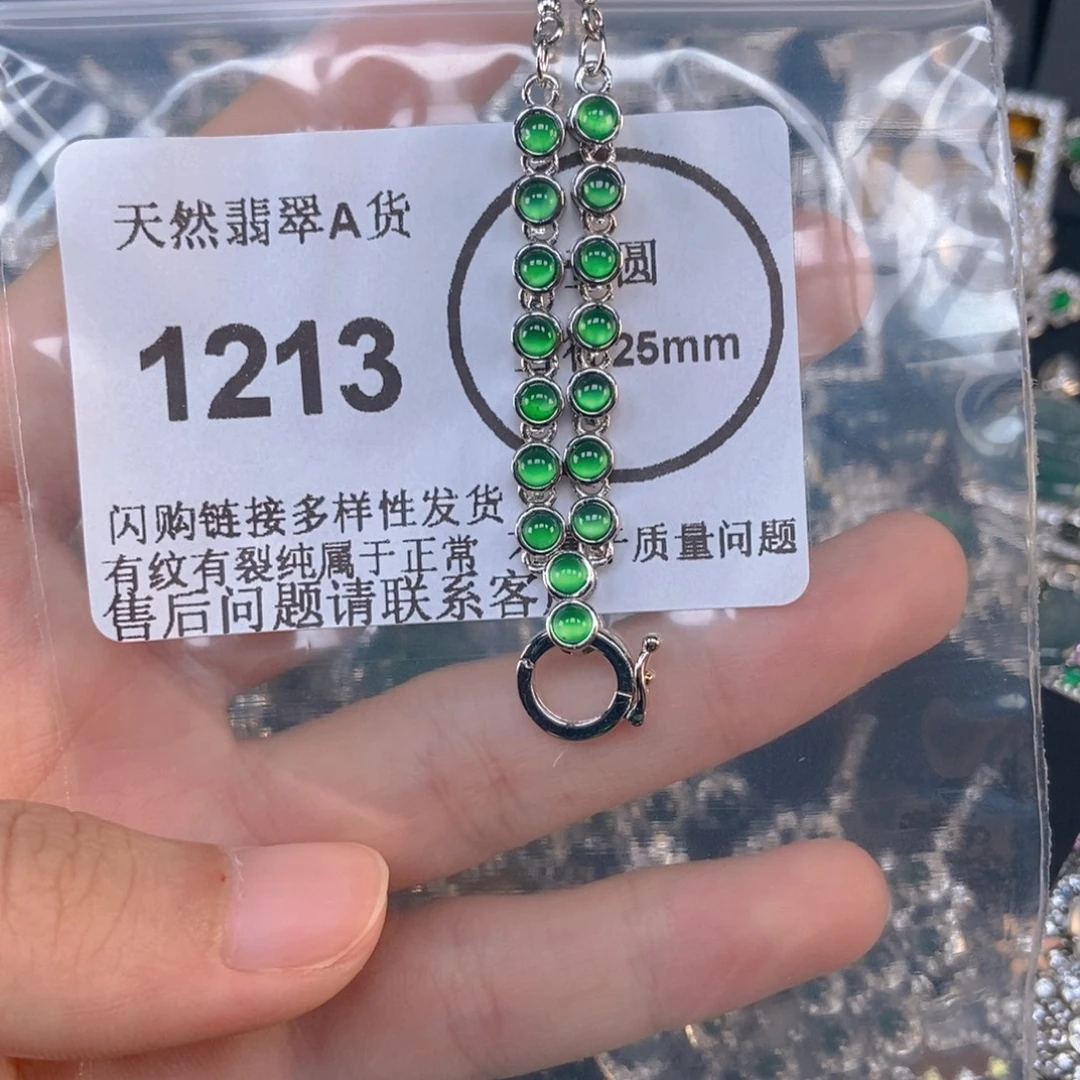 天然翡翠A货
1213
圆
25mm
闪购链接多样性发货
有纹有裂纯属于正常 质量问题
售后问题请联系客